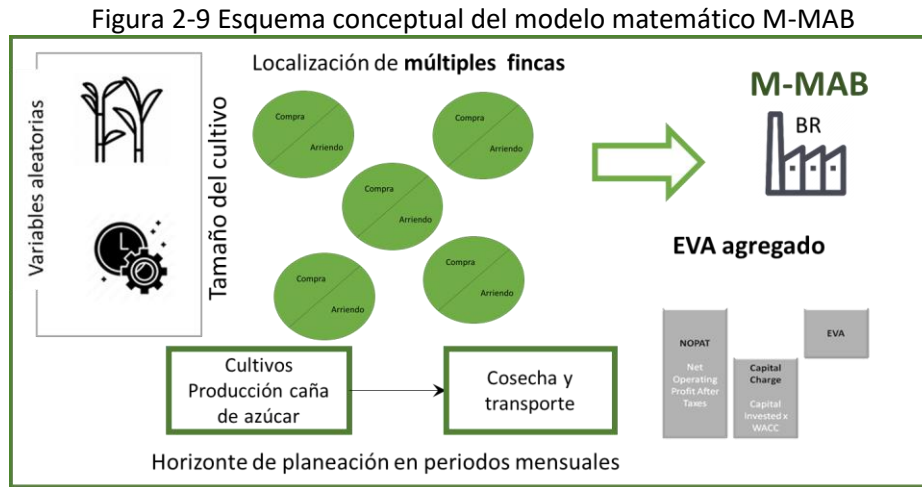 Figura 2-9 Esquema conceptual del modelo matemático M-MAB
Variables aleatorias
Tamaño del cultivo
Localización de múltiples fincas
Compra
Arriendo
Compra
Arriendo
Compra
Arriendo
Compra
Arriendo
Compra
Arriendo
Cultivos
Producción caña
de azúcar
Cosecha y
transporte
Horizonte de planeación en periodos mensuales
M-MAB
BR
EVA agregado
NOPAT
Net
Operating
Profit After
Taxes
Capital
Charge
Capital
Invested x
WACC
EVA